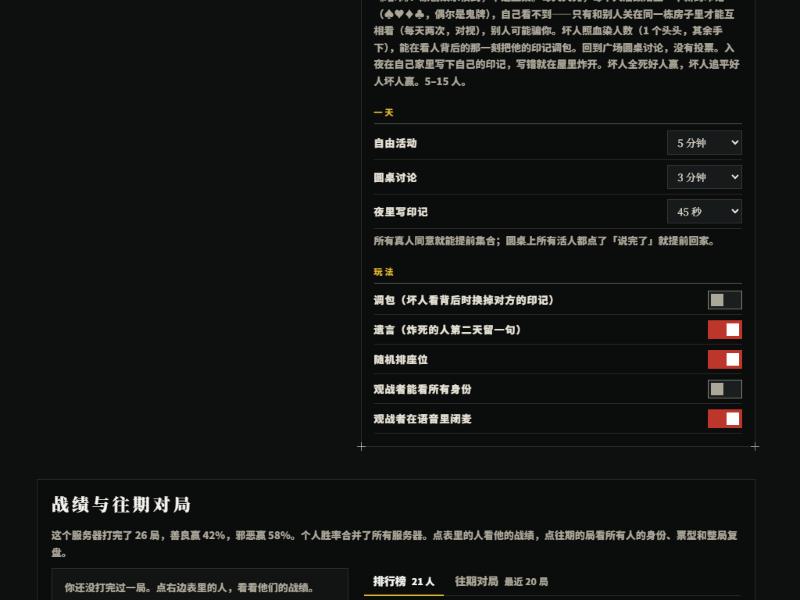 （♠♥♦♣，偶尔是鬼牌），自己看不到——只有和别人关在同一栋房子里才能互
相看（每天两次，对视），别人可能骗你。坏人照血染人数（1 个头头，其余手
下），能在看人背后的那一刻把他的印记调包。回到广场圆桌讨论，没有投票。入
夜在自己家里写下自己的印记，写错就在屋里炸开。坏人全死好人赢，坏人追平好
人坏人赢。5–15 人。
一天
自由活动
5 分钟
圆桌讨论
3 分钟
夜里写印记
45 秒
所有真人同意就能提前集合；圆桌上所有活人都点了「说完了」就提前回家。
玩法
调包（坏人看背后时换掉对方的印记）
遗言（炸死的人第二天留一句）
随机排座位
观战者能看所有身份
观战者在语音里闭麦
战绩与往期对局
这个服务器打完了 26 局，善良赢 42%，邪恶赢 58%。个人胜率合并了所有服务器。点表里的人看他的战绩，点往期的局看所有人的身份、票型和整局复
盘。
你还没打完过一局。点右边表里的人，看看他们的战绩。
排行榜 21 人 往期对局 最近 20 局